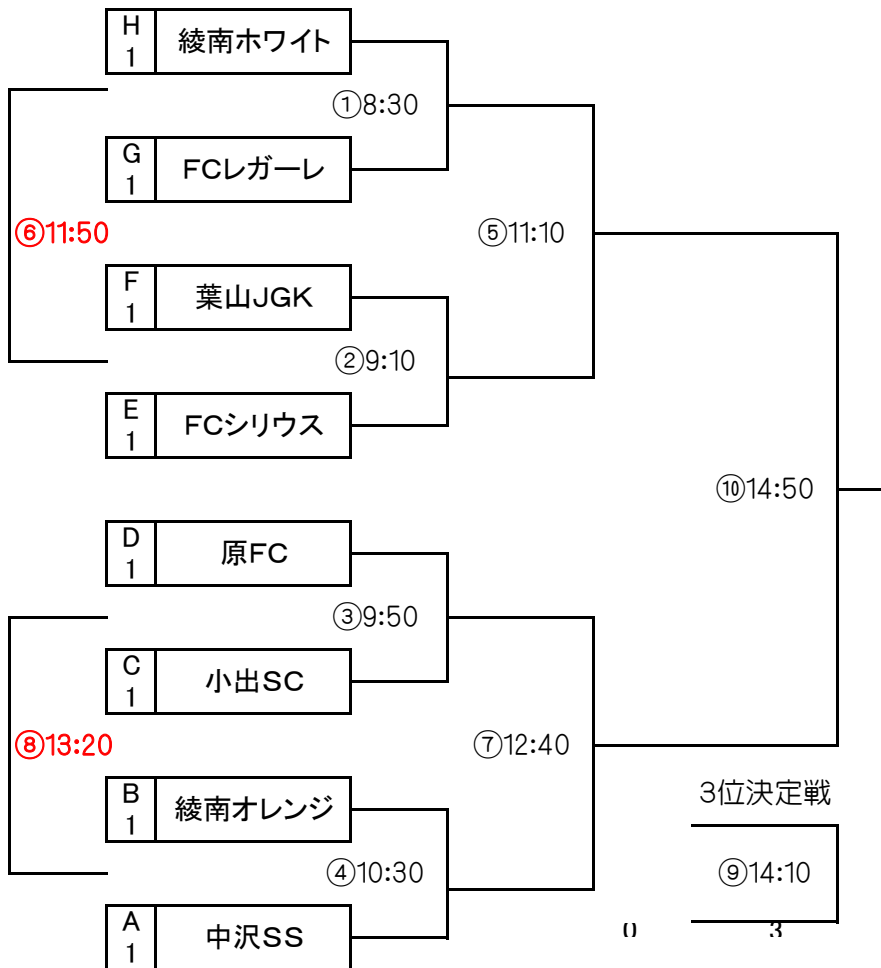 H
1
綾南ホワイト
①8:30
G
1
FCレガーレ
⑥11:50
⑤11:10
F
1
葉山JGK
②9:10
E
1
FCシリウス
⑩14:50
D
1
原FC
③9:50
C
1
小出SC
⑧13:20
⑦12:40
B
1
綾南オレンジ
3位決定戦
④10:30
⑨14:10
A
1
中沢SS
0 3